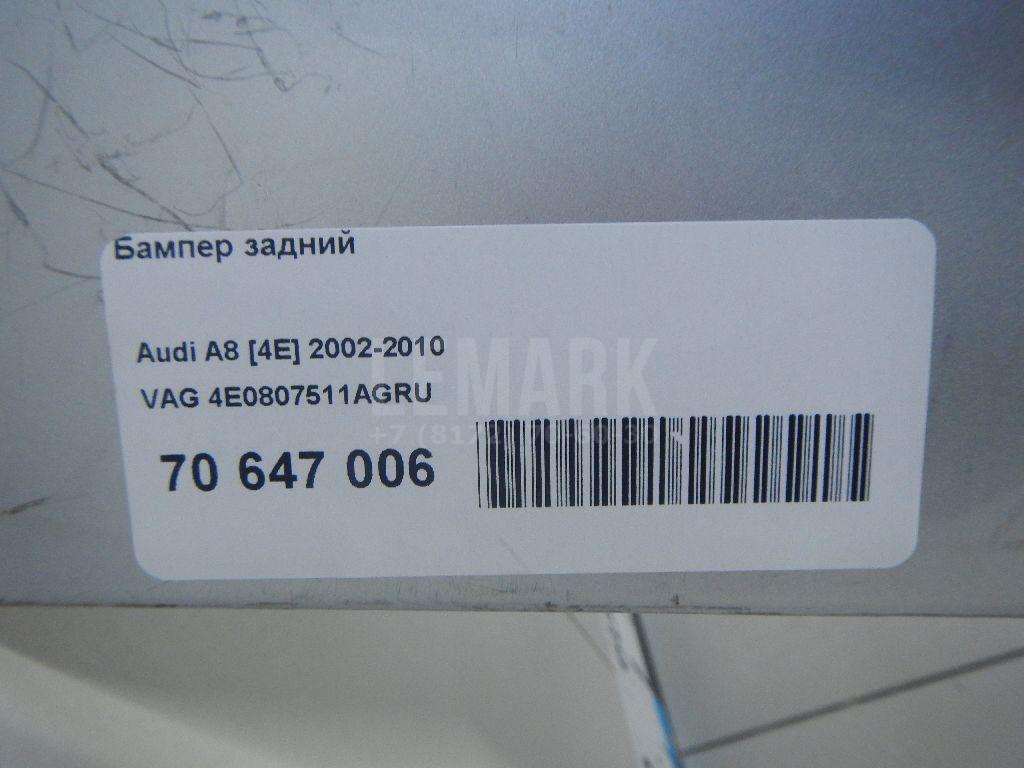 Бампер задний
Audi A8 [4E] 2002-2010
VAG 4E0807511AGRU
70 647 006
LEMARK